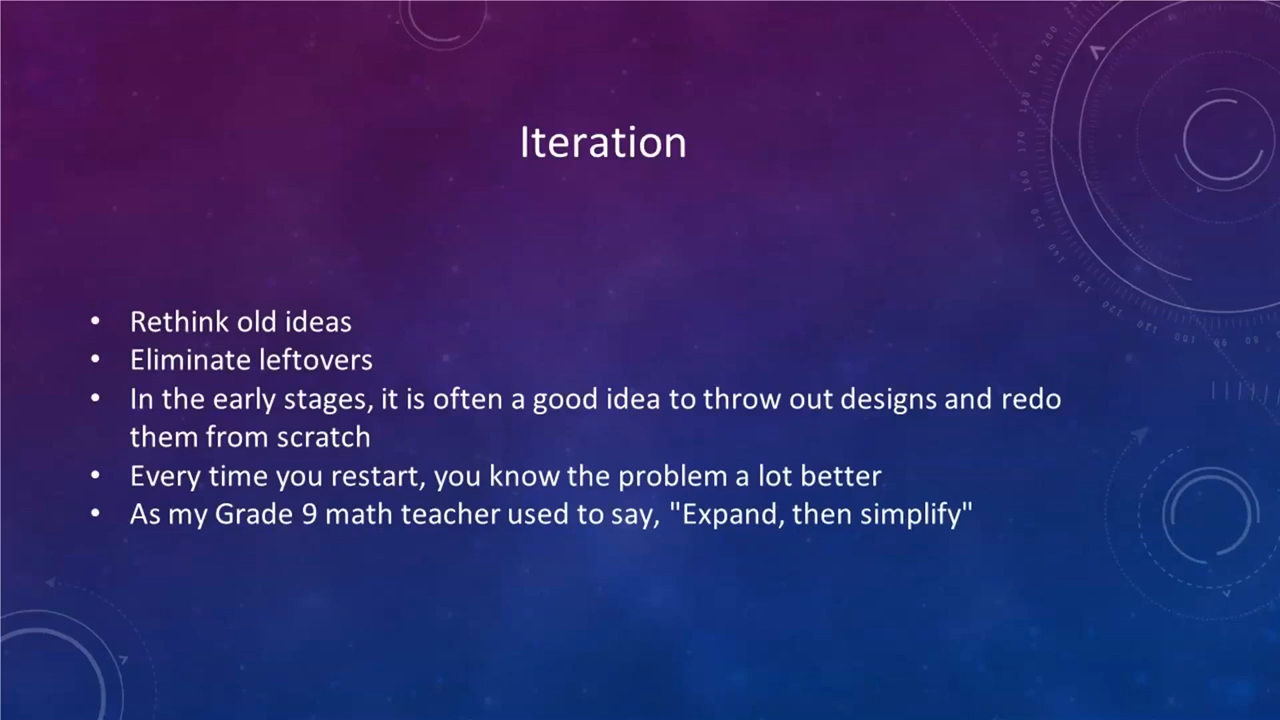 Iteration
• Rethink old ideas
• Eliminate leftovers
• In the early stages, it is often a good idea to throw out designs and redo
them from scratch
• Every time you restart, you know the problem a lot better
• As my Grade 9 math teacher used to say, "Expand, then simplify"